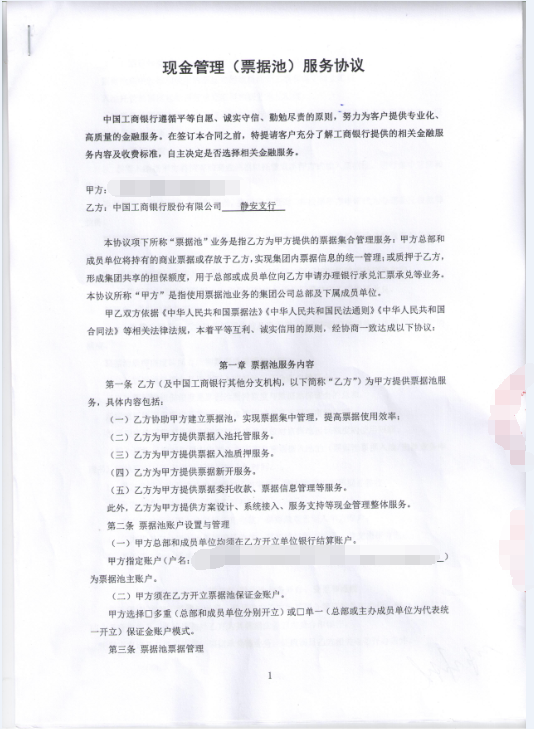 现金管理（票据池）服务协议
中国工商银行遵循平等自愿、诚实守信、勤勉尽责的原则，努力为客户提供专业化、
高质量的金融服务。在签订本合同之前，特提请客户充分了解工商银行提供的相关金融服
务内容及收费标准，自主决定是否选择相关金融服务。
甲方：
乙方：中国工商银行股份有限公司 静安支行
本协议项下所称“票据池”业务是指乙方为甲方提供的票据集合管理服务：甲方总部和
成员单位将持有的商业票据或存放于乙方，实现集团内票据信息的统一管理；或质押于乙方，
形成集团共享的担保额度，用于总部或成员单位向乙方申请办理银行承兑汇票承兑等业务。
本协议所称“甲方”是指使用票据池业务的集团公司总部及下属成员单位。
甲乙双方依据《中华人民共和国票据法》《中华人民共和国民法通则》《中华人民共和国
合同法》等相关法律法规，本着平等互利、诚实信用的原则，经协商一致达成以下协议：
第一章 票据池服务内容
第一条 乙方（及中国工商银行其他分支机构，以下简称“乙方”）为甲方提供票据池服
务，具体内容包括：
（一）乙方协助甲方建立票据池，实现票据集中管理，提高票据使用效率；
（二）乙方为甲方提供票据入池托管服务。
（三）乙方为甲方提供票据入池质押服务。
（四）乙方为甲方提供票据新开服务。
（五）乙方为甲方提供票据委托收款、票据信息管理等服务。
此外，乙方为甲方提供方案设计、系统接入、服务支持等现金管理整体服务。
第二条 票据池账户设置与管理
（一）甲方总部和成员单位均须在乙方开立单位银行结算账户。
甲方指定账户（户名： ）
为票据池主账户。
（二）甲方须在乙方开立票据池保证金账户。
甲方选择□多重（总部和成员单位分别开立）或□单一（总部或主办成员单位为代表统
一开立）保证金账户模式。
第三条 票据池票据管理
1